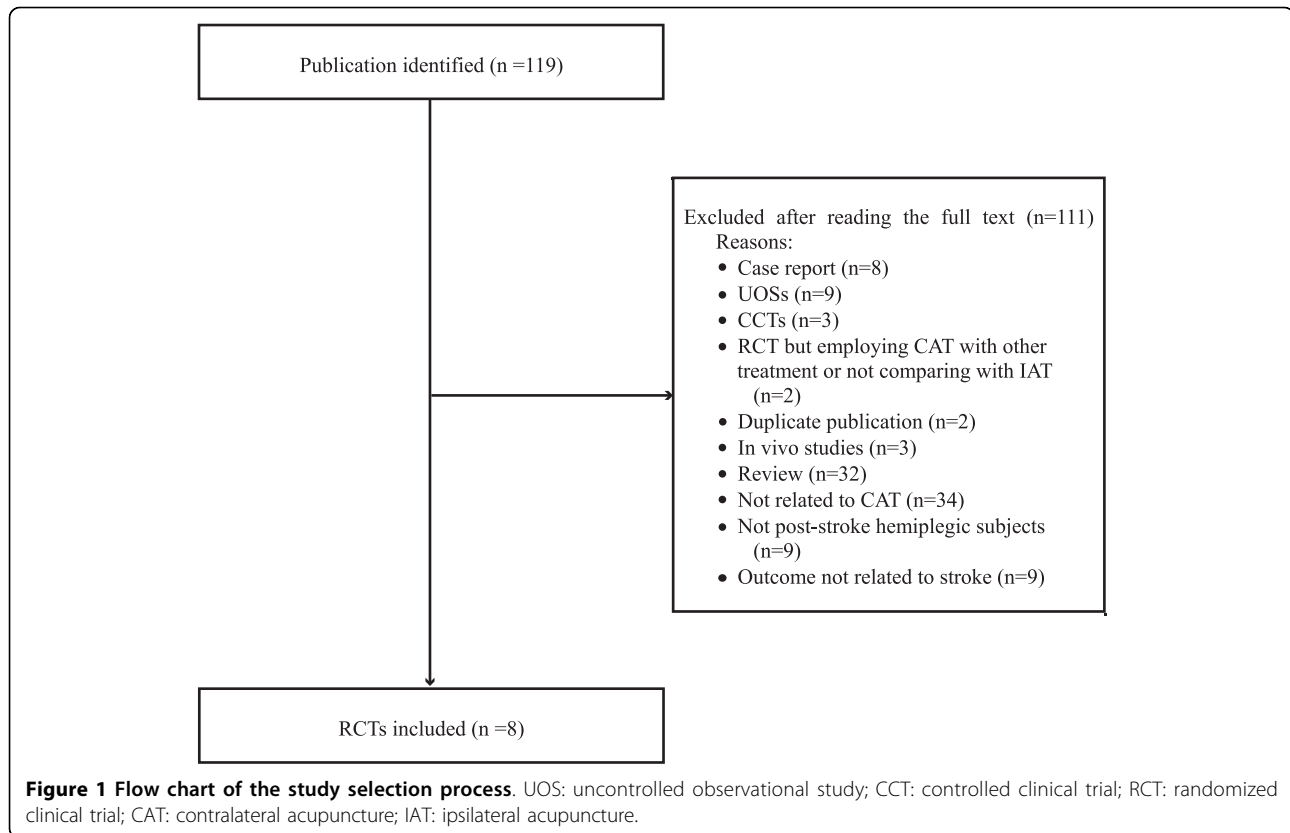 Publication identified (n =119)
Excluded after reading the full text (n=111)
Reasons:
• Case report (n=8)
• UOSs (n=9)
• CCTs (n=3)
• RCT but employing CAT with other
treatment or not comparing with IAT
(n=2)
• Duplicate publication (n=2)
• In vivo studies (n=3)
• Review (n=32)
• Not related to CAT (n=34)
• Not post-stroke hemiplegic subjects
(n=9)
• Outcome not related to stroke (n=9)
RCTs included (n =8)
Figure 1 Flow chart of the study selection process. UOS: uncontrolled observational study; CCT: controlled clinical trial; RCT: randomized
clinical trial; CAT: contralateral acupuncture; IAT: ipsilateral acupuncture.